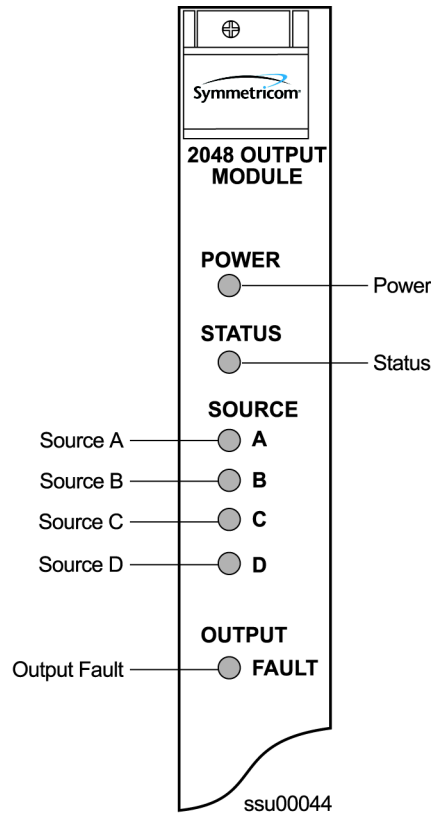 Symmetricom
2048 OUTPUT
MODULE
POWER
Power
STATUS
Status
SOURCE
Source A
A
Source B
B
Source C
C
Source D
D
OUTPUT
Output Fault
FAULT
ssu00044